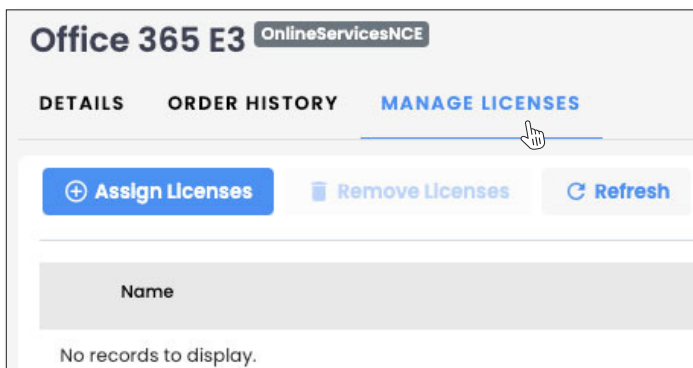 Office 365 E3 OnlineServicesNCE
DETAILS ORDER HISTORY MANAGE LICENSES
Assign Licenses Remove Licenses Refresh
Name
No records to display.